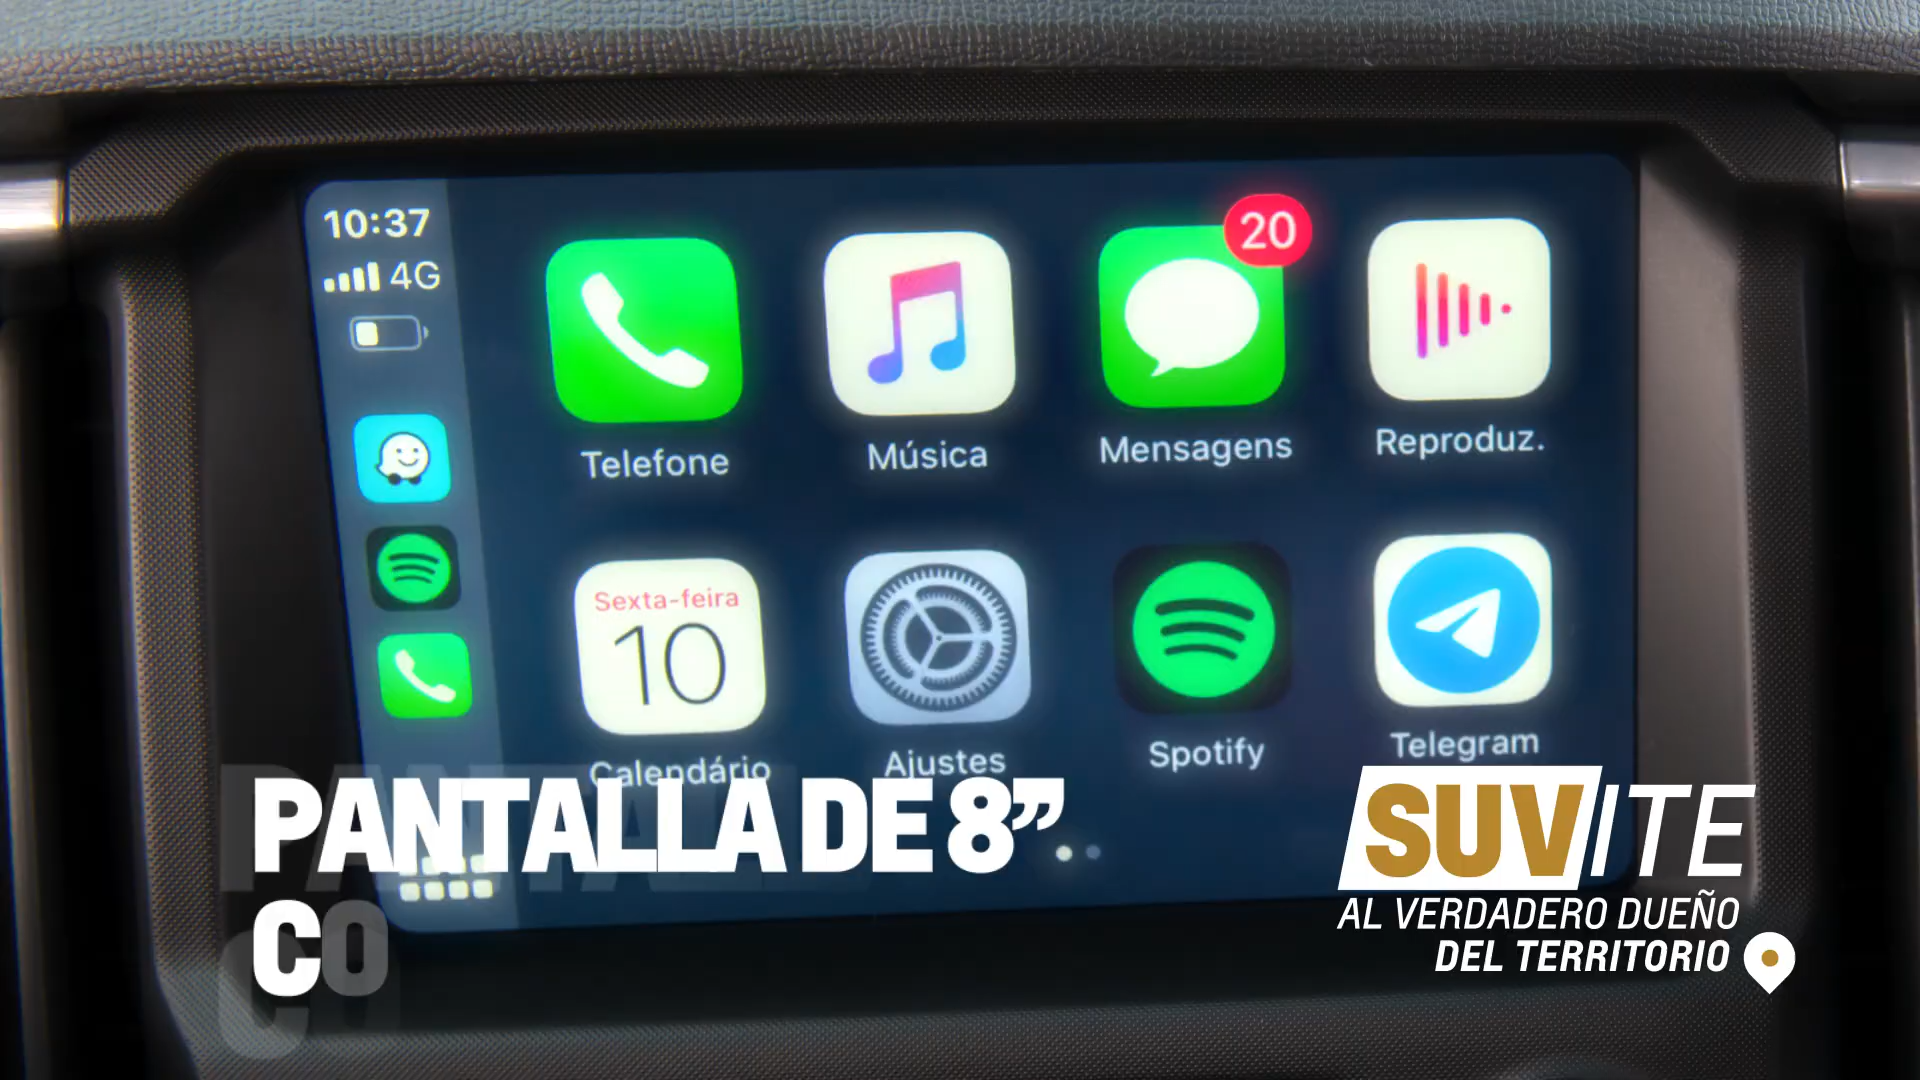 10:37
4G
20
Telefone
Música
Mensagens
Reproduz.
Sexta-feira
10
Calendário
Ajustes
Spotify
Telegram
PANTALLA DE 8”
CO
SUVITE
AL VERDADERO DUEÑO
DEL TERRITORIO